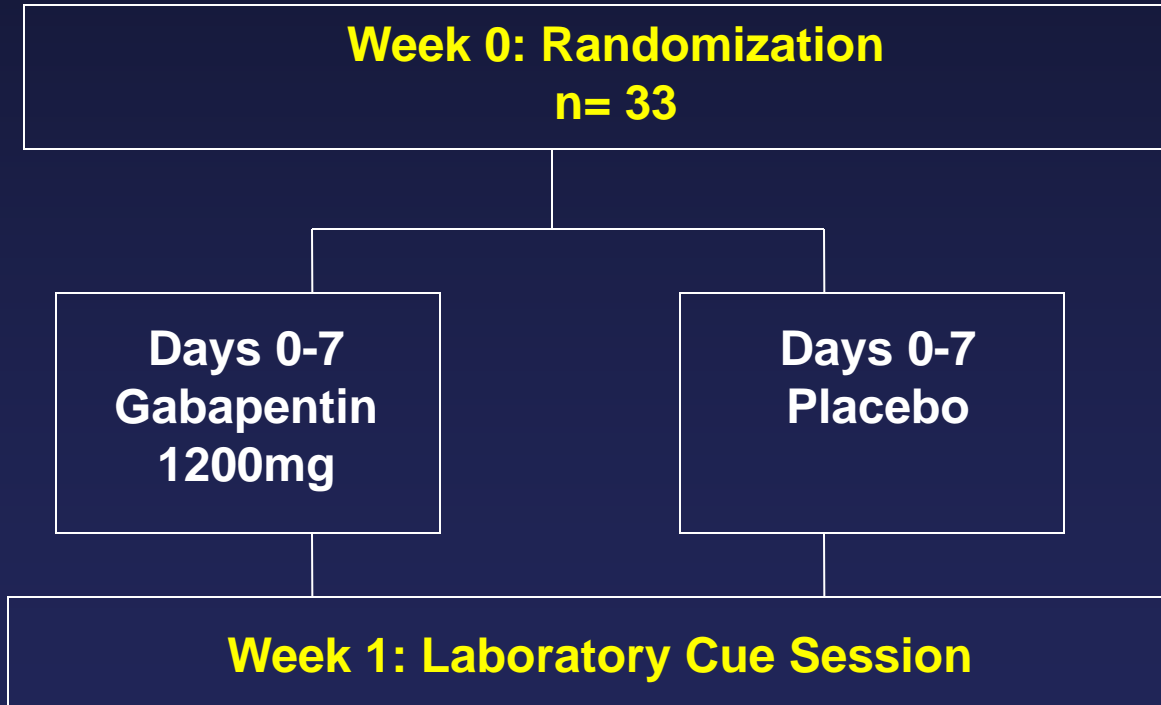 Week 0: Randomization
n= 33
Days 0-7
Gabapentin
1200mg
Days 0-7
Placebo
Week 1: Laboratory Cue Session